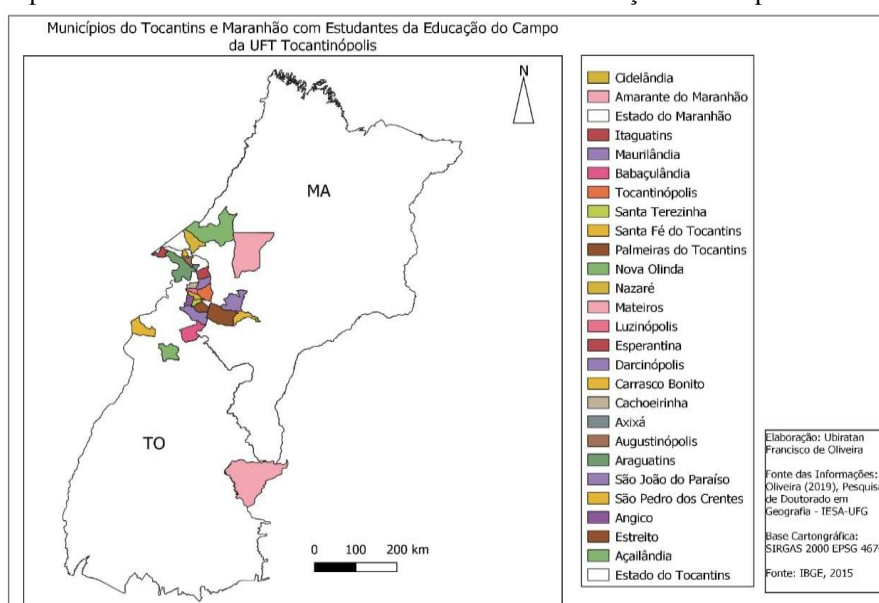 Municípios do Tocantins e Maranhão com Estudantes da Educação do Campo
da UFT Tocantinópolis
N
MA
TO
0 100 200 km
Cidelândia
Amarante do Maranhão
Estado do Maranhão
Itaguatins
Maurilândia
Babaçulândia
Tocantinópolis
Santa Terezinha
Santa Fé do Tocantins
Palmeiras do Tocantins
Nova Olinda
Nazaré
Mateiros
Luzinópolis
Esperantina
Darcinópolis
Carrasco Bonito
Cachoeirinha
Axixá
Augustinópolis
Araguatins
São João do Paraíso
São Pedro dos Crentes
Angico
Estreito
Açailândia
Estado do Tocantins
Elaboração: Ubiratan
Francisco de Oliveira
Fonte das Informações:
Oliveira (2019), Pesquisa
de Doutorado em
Geografia - IESA-UFG
Base Cartográfica:
SIRGAS 2000 EPSG 467
Fonte: IBGE, 2015